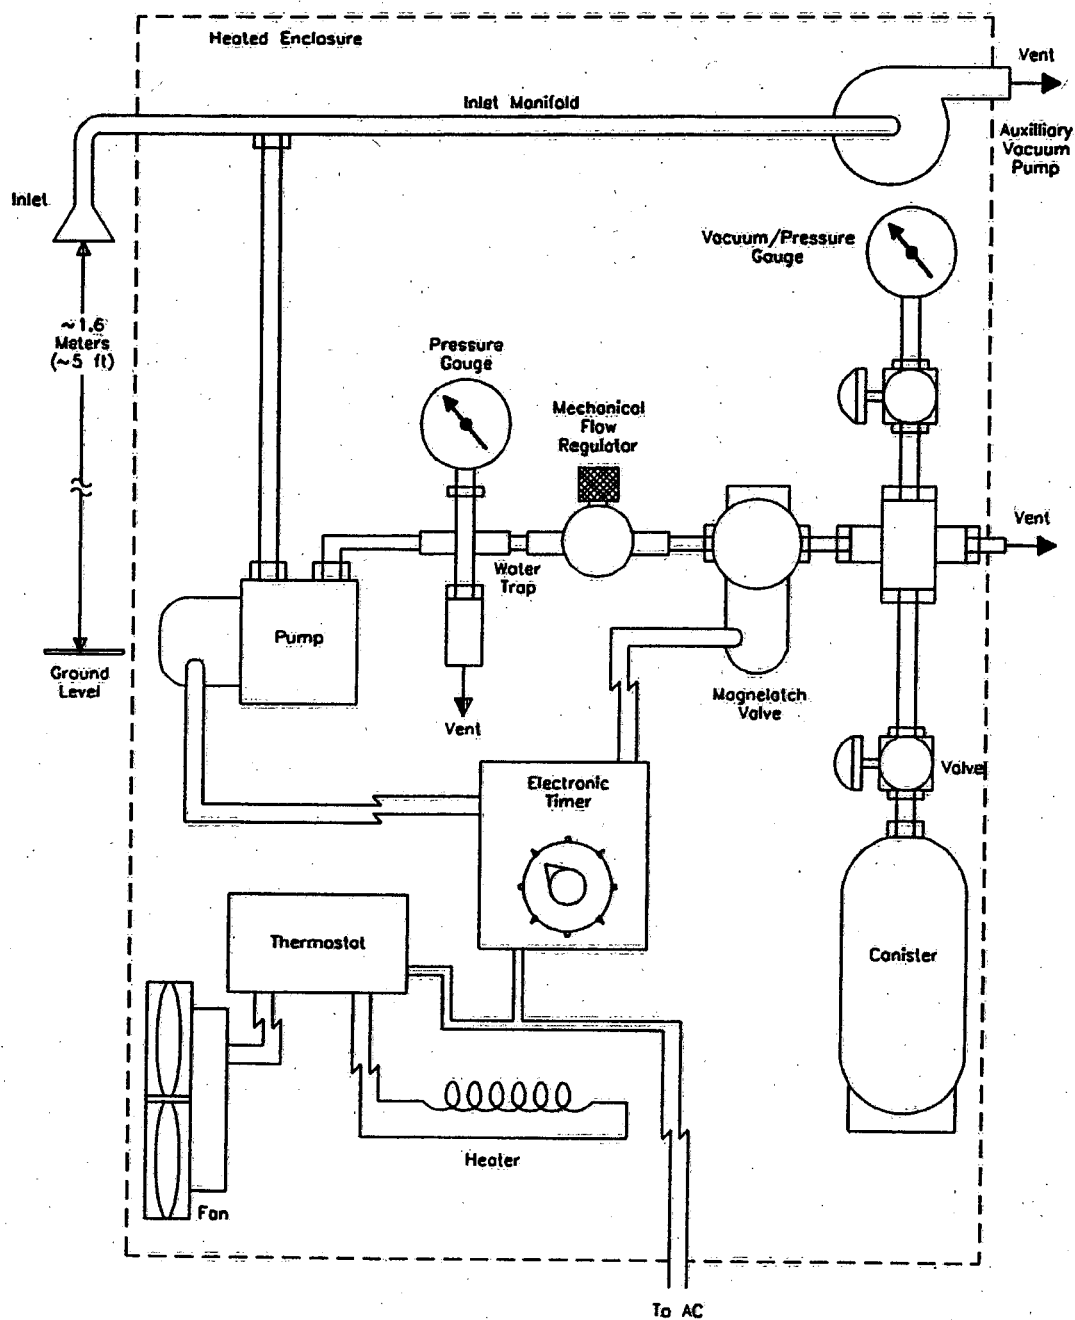 Heated Enclosure
Vent
Inlet Manifold
Auxilliary
Vacuum
Pump
Inlet
Vacuum/Pressure
Gauge
~1.6
Meters
(~5 ft)
Pressure
Gauge
Mechanical
Flow
Regulator
Vent
Water
Trap
Pump
Ground
Level
Magnelatch
Valve
Vent
Electronic
Timer
Valve
Thermostat
Canister
Heater
Fan
To AC